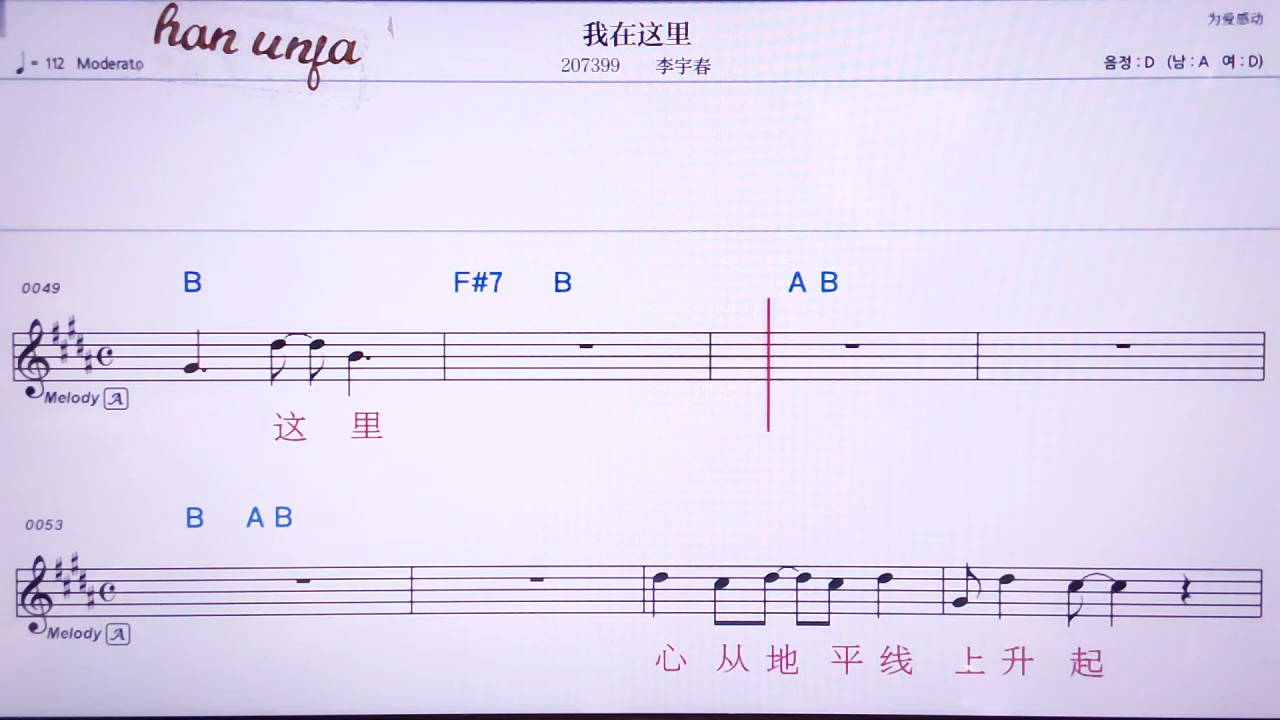 han unfa
我在这里
为爱感动
♩= 112 Moderato
207399 李宇春
음정 : D (남 : A 여 : D)
0049 B F#7 B A B
Melody A
这 里
0053 B A B
Melody A
心 从 地 平 线 上 升 起